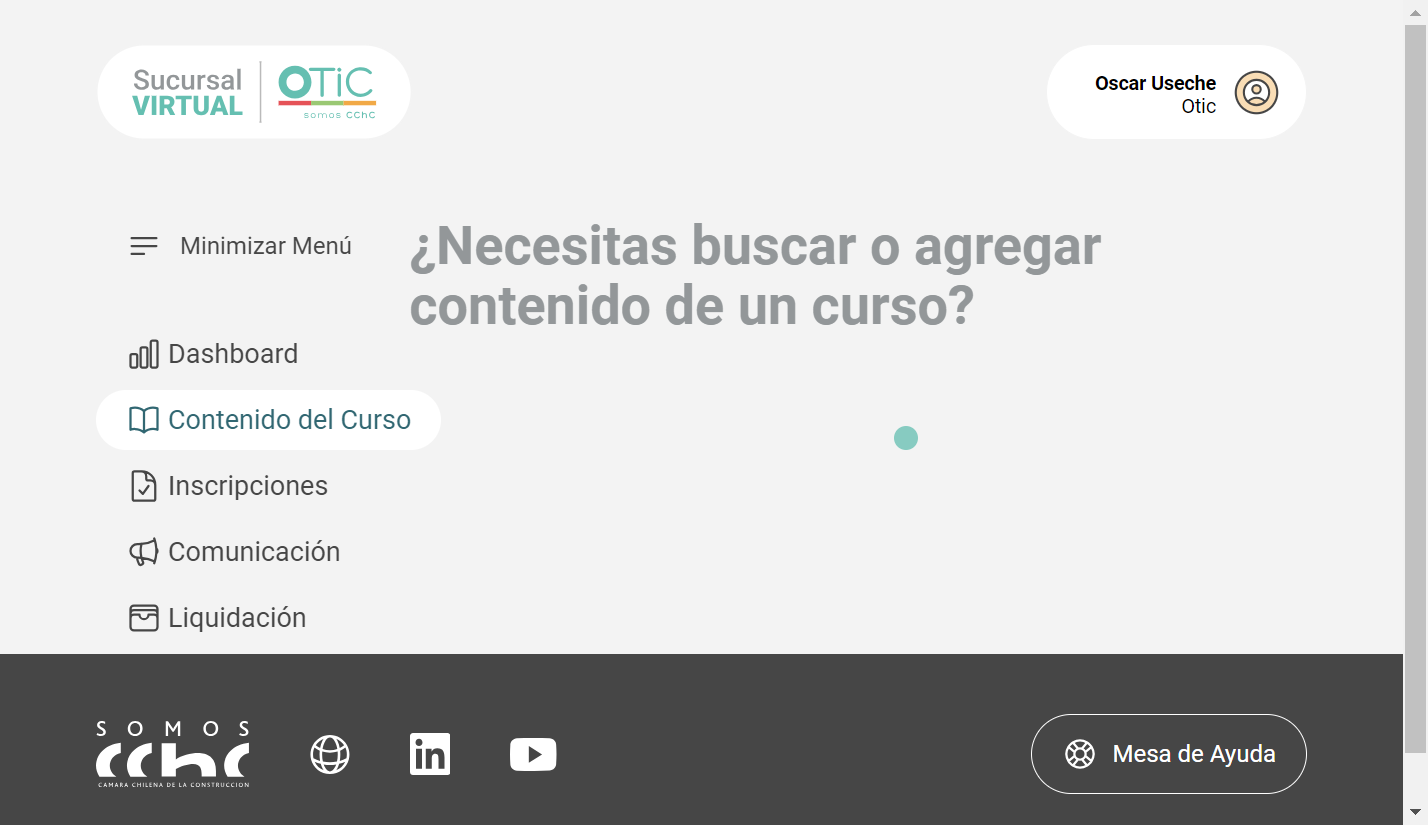 Sucursal
VIRTUAL
OTiC
somos CChC
Oscar Useche
Otic
Minimizar Menú
¿Necesitas buscar o agregar
contenido de un curso?
Dashboard
Contenido del Curso
Inscripciones
Comunicación
Liquidación
SOMOS
cchc
CAMARA CHILENA DE LA CONSTRUCCION
in
Mesa de Ayuda